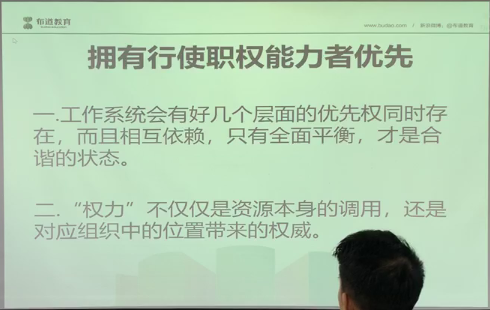 布道教育
www.budao.com / 新浪微博：@布道教育
拥有行使职权能力者优先
一.工作系统会有好几个层面的优先权同时存
在，而且相互依赖，只有全面平衡，才是合
谐的状态。
二.“权力”不仅仅是资源本身的调用，还是
对应组织中的位置带来的权威。